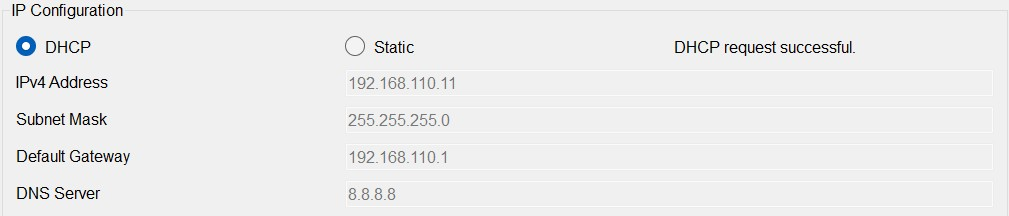 IP Configuration
DHCP Static DHCP request successful.
IPv4 Address 192.168.110.11
Subnet Mask 255.255.255.0
Default Gateway 192.168.110.1
DNS Server 8.8.8.8